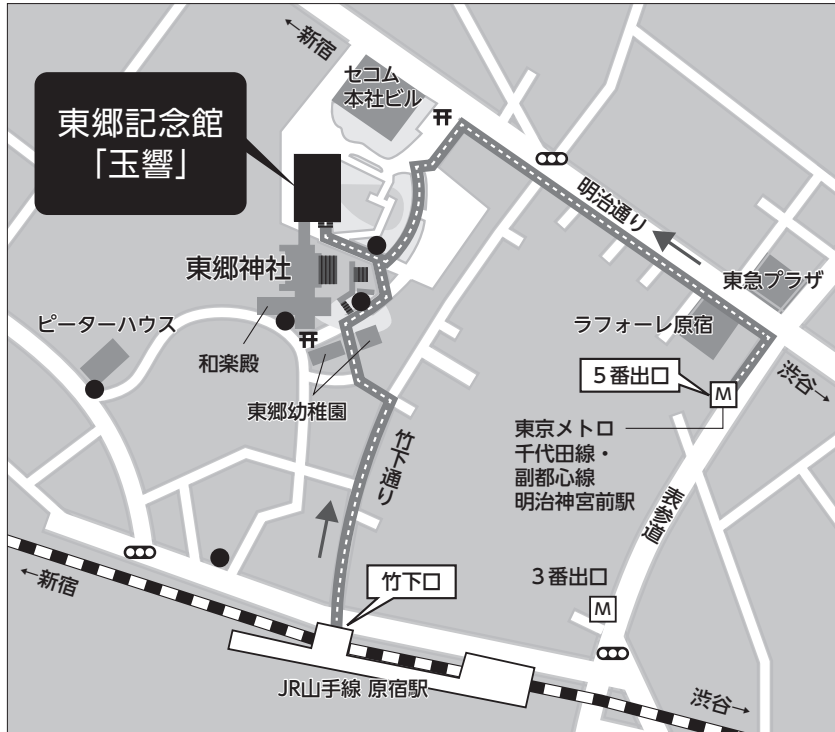 ←新宿
セコム
本社ビル
東郷記念館
「玉響」
明治通り
東郷神社
東急プラザ
ピーターハウス
ラフォーレ原宿
和楽殿
5番出口
渋谷→
M
東郷幼稚園
東京メトロ
千代田線・
副都心線
明治神宮前駅
竹下通り
表参道
←新宿
竹下口
3番出口
M
JR山手線 原宿駅
渋谷→